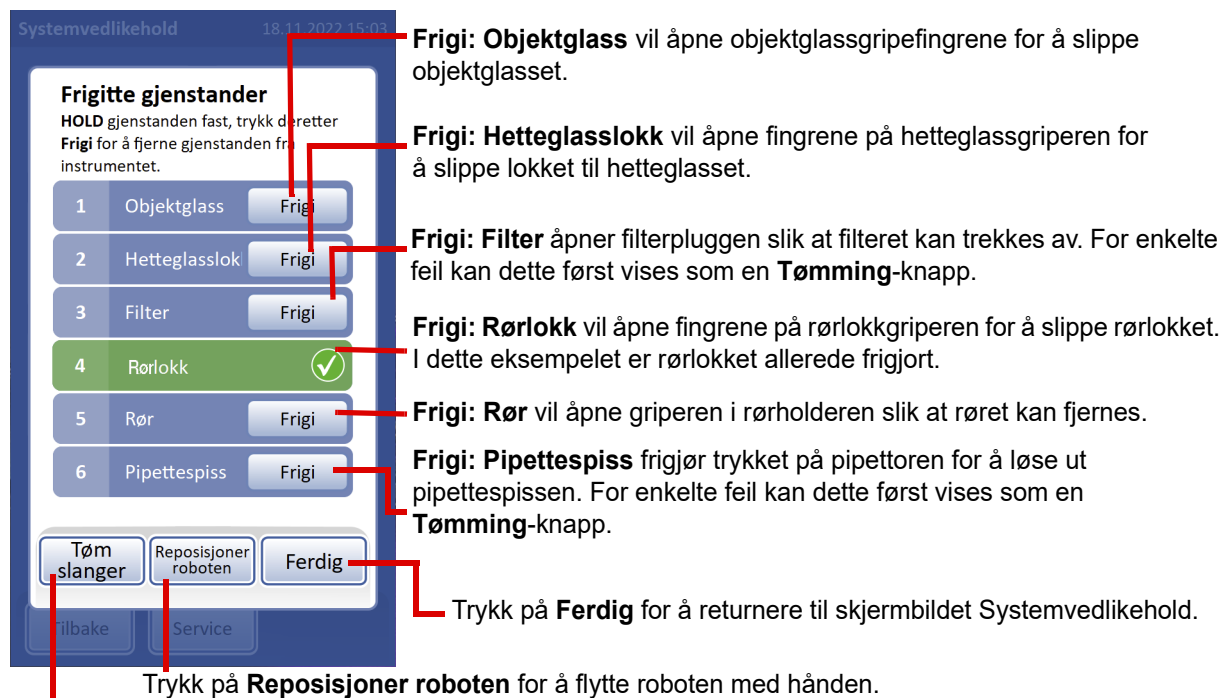 Systemvedlikehold 18.11.2022 15:03
Frigitte gjenstander
HOLD gjenstanden fast, trykk deretter
Frigi for å fjerne gjenstanden fra
instrumentet.
1 Objektglass Frigi
2 Hetteglasslok Frigi
3 Filter Frigi
4 Rørlokk
5 Rør Frigi
6 Pipettespiss Frigi
Tøm
slanger
Reposisjoner
roboten
Ferdig
Tilbake Service
Frigi: Objektglass vil åpne objektglassgripefingrene for å slippe
objektglasset.
Frigi: Hetteglasslokk vil åpne fingrene på hetteglassgriperen for
å slippe lokket til hetteglasset.
Frigi: Filter åpner filterpluggen slik at filteret kan trekkes av. For enkelte
feil kan dette først vises som en Tømming-knapp.
Frigi: Rørlokk vil åpne fingrene på rørlokkgriperen for å slippe rørlokket.
I dette eksempelet er rørlokket allerede frigjort.
Frigi: Rør vil åpne griperen i rørholderen slik at røret kan fjernes.
Frigi: Pipettespiss frigjør trykket på pipettoren for å løse ut
pipettespissen. For enkelte feil kan dette først vises som en
Tømming-knapp.
Trykk på Ferdig for å returnere til skjermbildet Systemvedlikehold.
Trykk på Reposisjoner roboten for å flytte roboten med hånden.